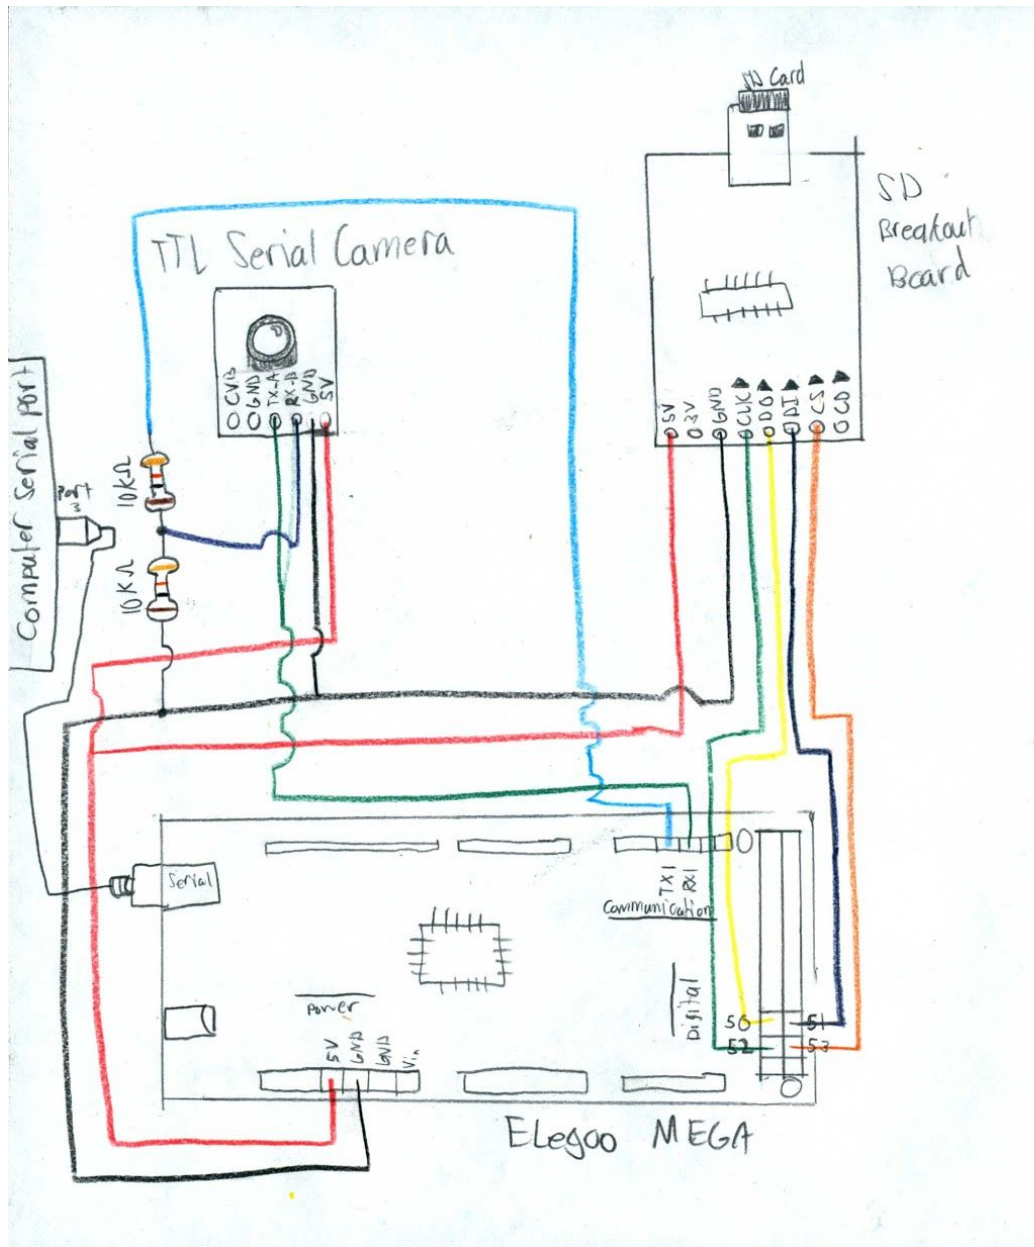 SD Card
SD
Breakout
Board
TTL Serial Camera
CVB
GND
TX-A
RX-B
GND
5V
5V
3V
GND
CLK
DO
DI
CS
CD
Computer Serial port
port
3
10KΩ
10KΩ
Serial
TX1
RX1
Communication
Power
5V
GND
GND
Vin
Digital
50
51
52
53
Elegoo MEGA